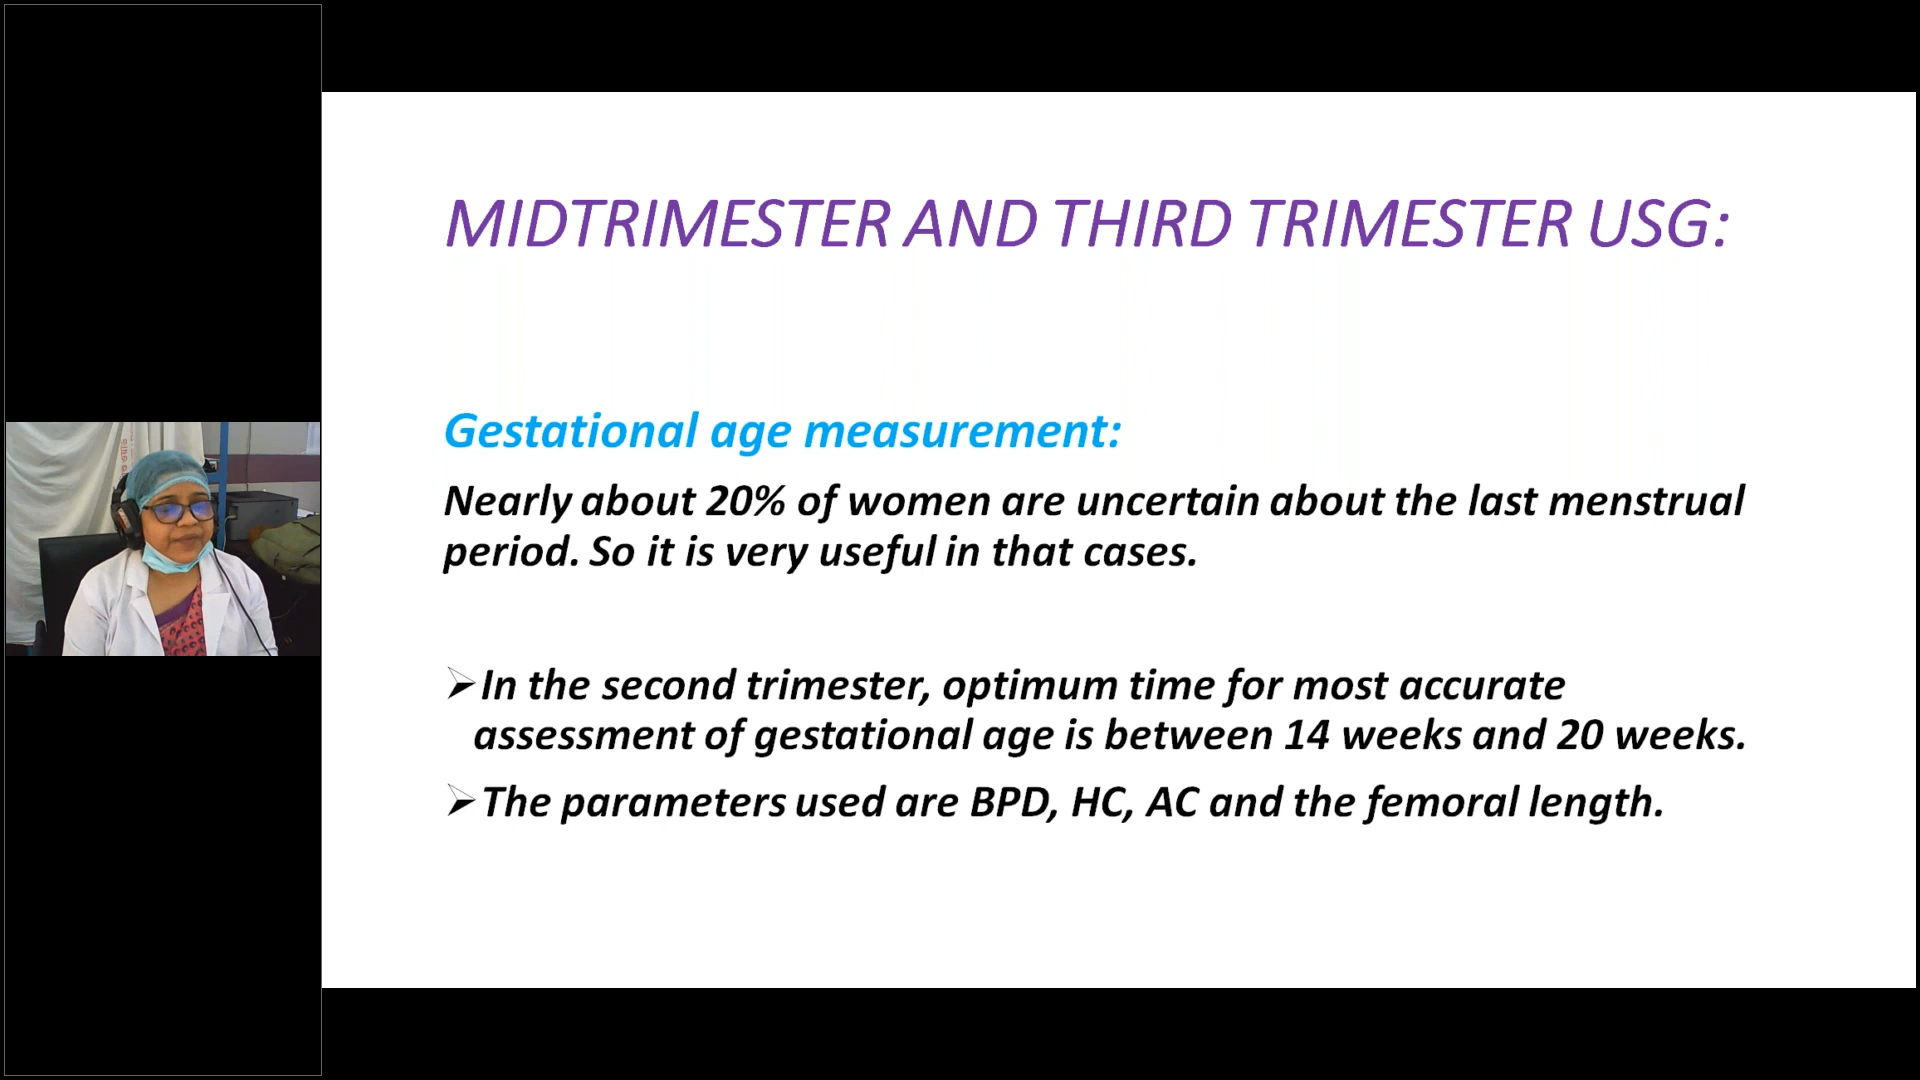 MIDTRIMESTER AND THIRD TRIMESTER USG:
Gestational age measurement:
Nearly about 20% of women are uncertain about the last menstrual
period. So it is very useful in that cases.
➢In the second trimester, optimum time for most accurate
assessment of gestational age is between 14 weeks and 20 weeks.
➢The parameters used are BPD, HC, AC and the femoral length.